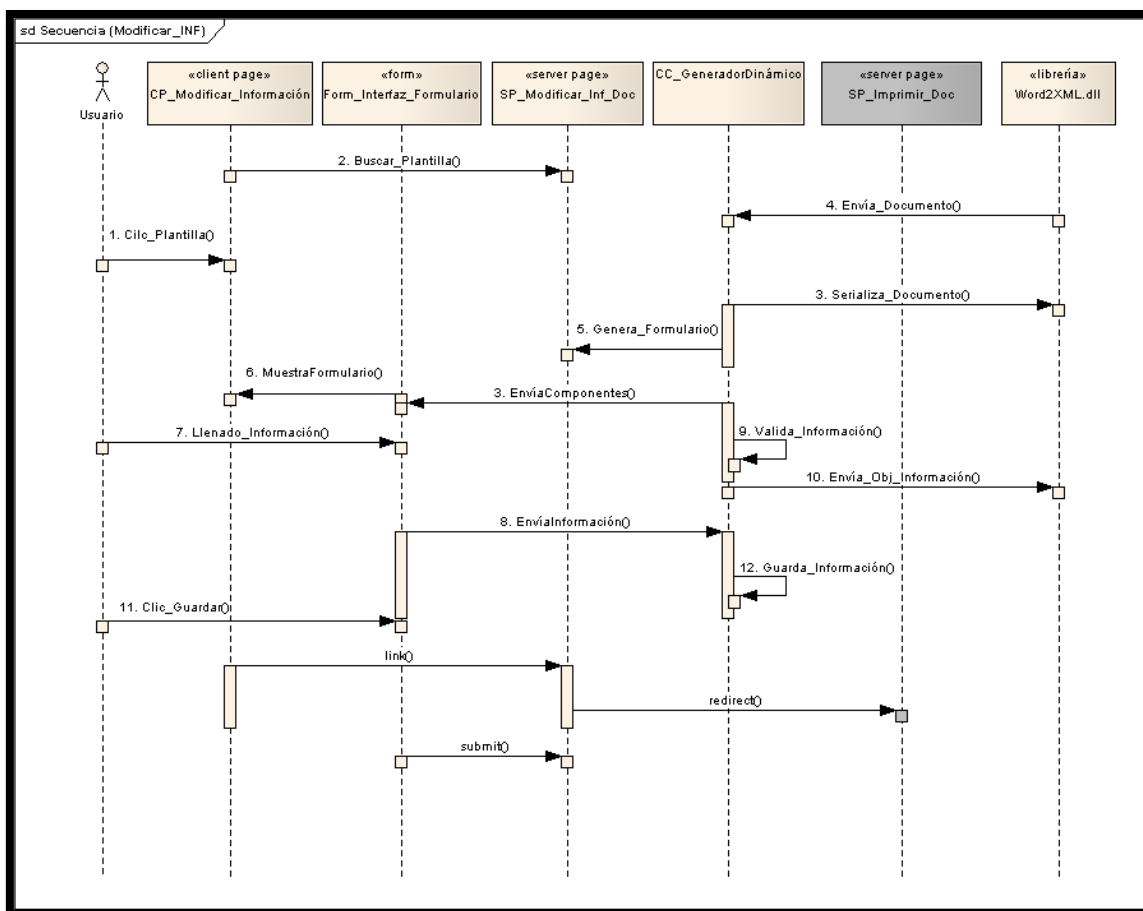 sd Secuencia (Modificar_INF)
Usuario
«client page»
CP_Modificar_Información
«form»
Form_Interfaz_Formulario
«server page»
SP_Modificar_Inf_Doc
CC_GeneradorDinámico
«server page»
SP_Imprimir_Doc
«librería»
Word2XML.dll
2. Buscar_Plantilla()
4. Envía_Documento()
1. Cilc_Plantilla()
3. Serializa_Documento()
5. Genera_Formulario()
6. MuestraFormulario()
3. EnvíaComponentes()
7. Llenado_Información()
9. Valida_Información()
10. Envía_Obj_Información()
8. EnvíaInformación()
12. Guarda_Información()
11. Clic_Guardar()
link()
redirect()
submit()